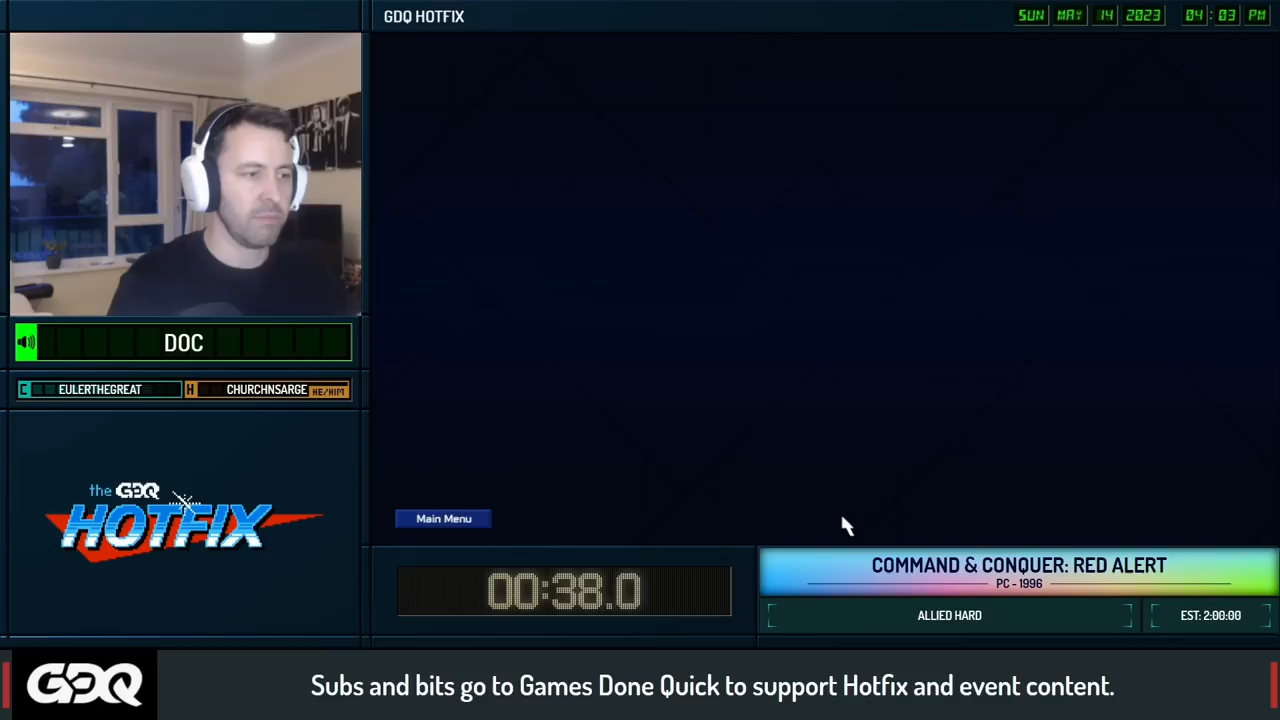 GDQ HOTFIX
SUN MAY 14 2023 04:03 PM
DOC
C EULERTHEGREAT H CHURCHNSARGE HE/HIM
the GDQ
HOTFIX
Main Menu
00:38.0
COMMAND & CONQUER: RED ALERT
PC - 1996
ALLIED HARD
EST: 2:00:00
GDQ
Subs and bits go to Games Done Quick to support Hotfix and event content.